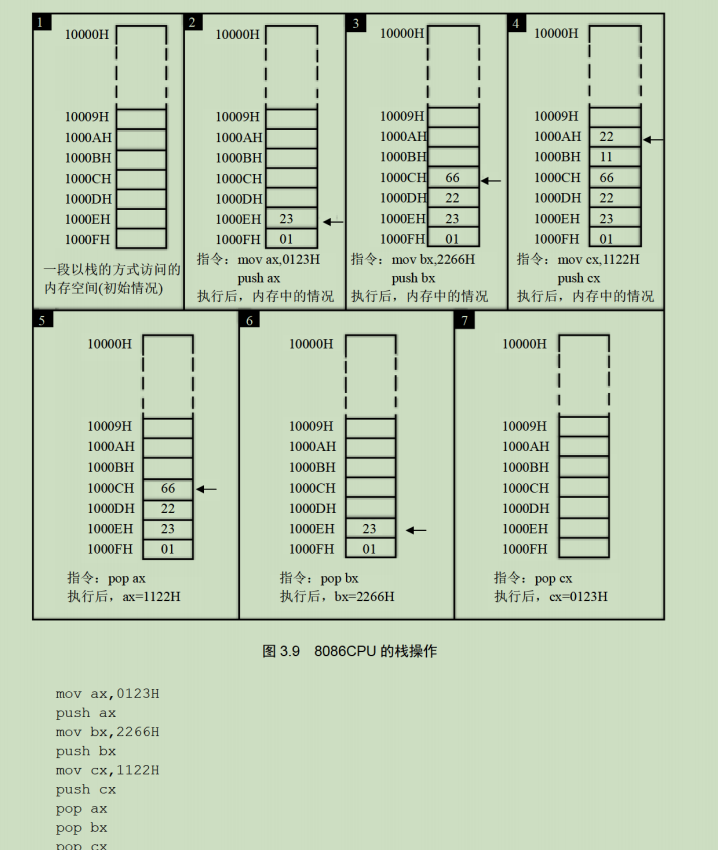 1
10000H
10009H
1000AH
1000BH
1000CH
1000DH
1000EH
1000FH
一段以栈的方式访问的
内存空间(初始情况)
2
10000H
10009H
1000AH
1000BH
1000CH
1000DH
1000EH 23
1000FH 01
指令：mov ax,0123H
push ax
执行后，内存中的情况
3
10000H
10009H
1000AH
1000BH
1000CH 66
1000DH 22
1000EH 23
1000FH 01
指令：mov bx,2266H
push bx
执行后，内存中的情况
4
10000H
10009H
1000AH 22
1000BH 11
1000CH 66
1000DH 22
1000EH 23
1000FH 01
指令：mov cx,1122H
push cx
执行后，内存中的情况
5
10000H
10009H
1000AH
1000BH
1000CH 66
1000DH 22
1000EH 23
1000FH 01
指令：pop ax
执行后，ax=1122H
6
10000H
10009H
1000AH
1000BH
1000CH
1000DH
1000EH 23
1000FH 01
指令：pop bx
执行后，bx=2266H
7
10000H
10009H
1000AH
1000BH
1000CH
1000DH
1000EH
1000FH
指令：pop cx
执行后，cx=0123H
图 3.9 8086CPU 的栈操作
mov ax,0123H
push ax
mov bx,2266H
push bx
mov cx,1122H
push cx
pop ax
pop bx
pop cx